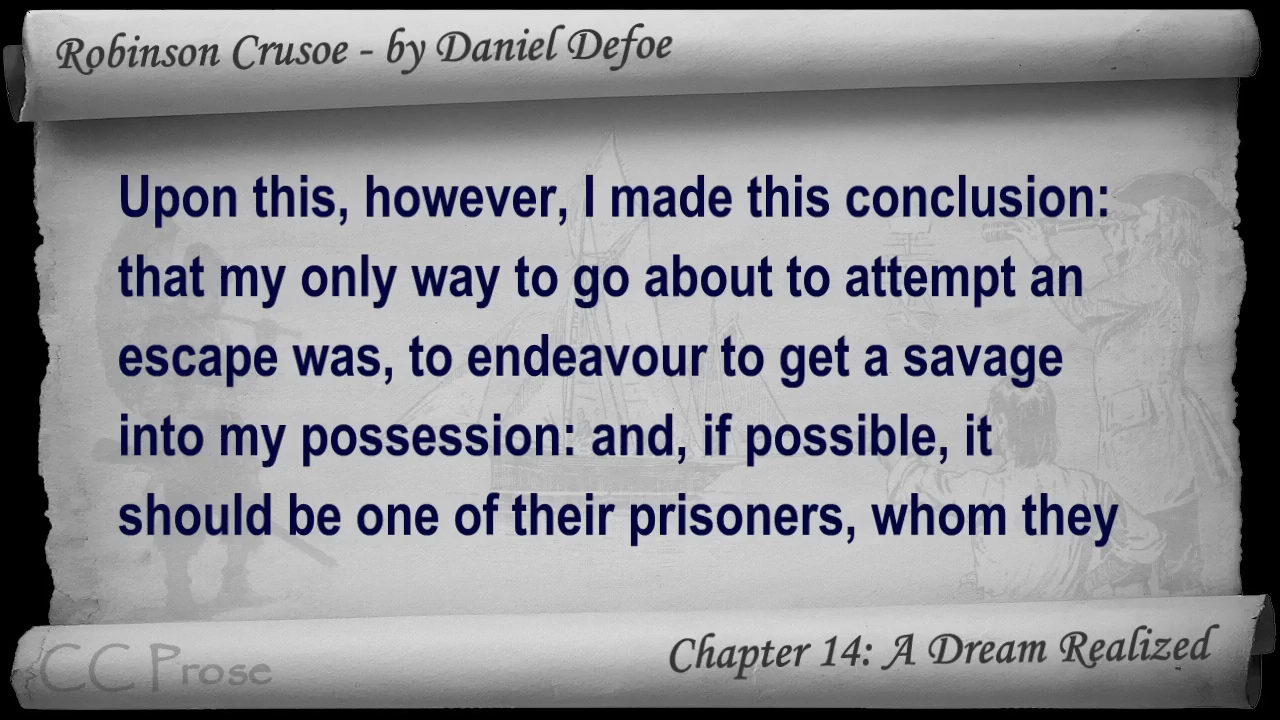 Robinson Crusoe - by Daniel Defoe
Upon this, however, I made this conclusion:
that my only way to go about to attempt an
escape was, to endeavour to get a savage
into my possession: and, if possible, it
should be one of their prisoners, whom they
CC Prose
Chapter 14: A Dream Realized